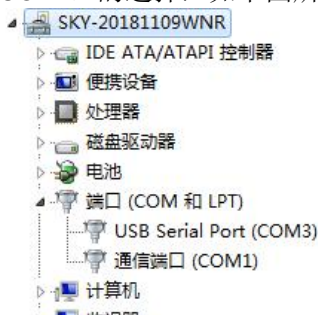 SKY-20181109WNR
IDE ATA/ATAPI 控制器
便携设备
处理器
磁盘驱动器
电池
端口 (COM 和 LPT)
USB Serial Port (COM3)
通信端口 (COM1)
计算机